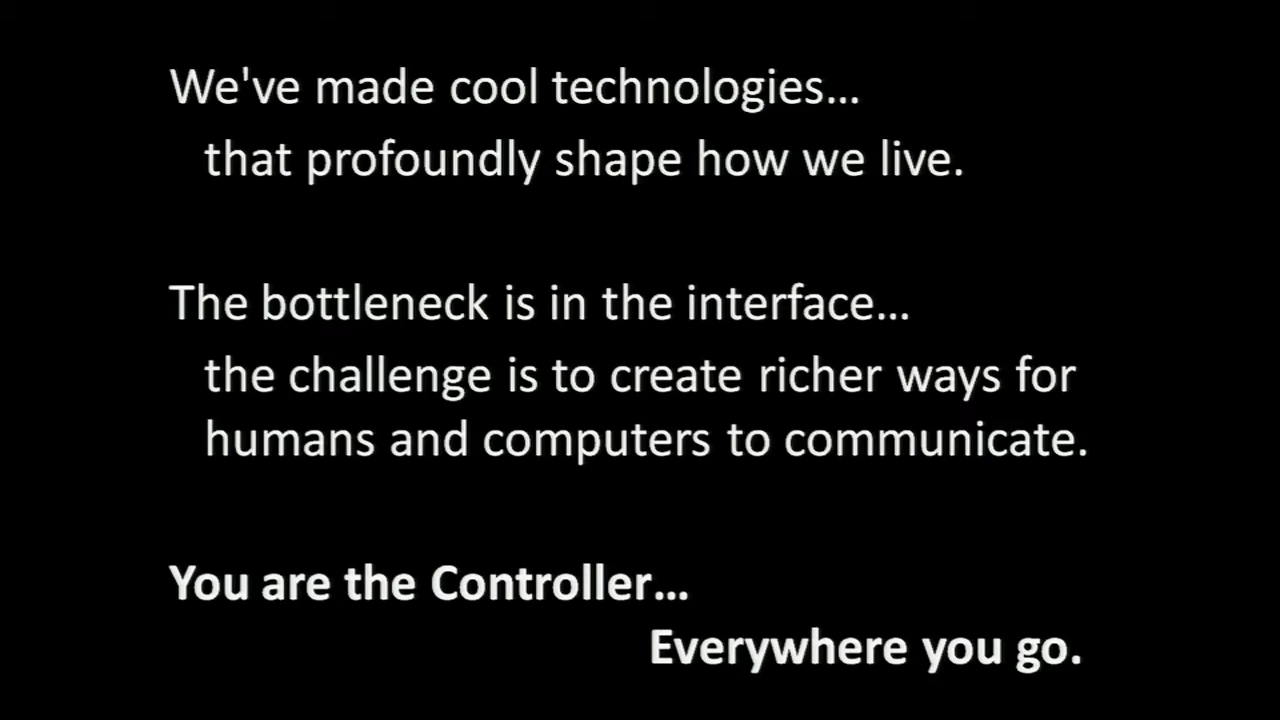 We've made cool technologies…
that profoundly shape how we live.
The bottleneck is in the interface…
the challenge is to create richer ways for
humans and computers to communicate.
You are the Controller…
Everywhere you go.